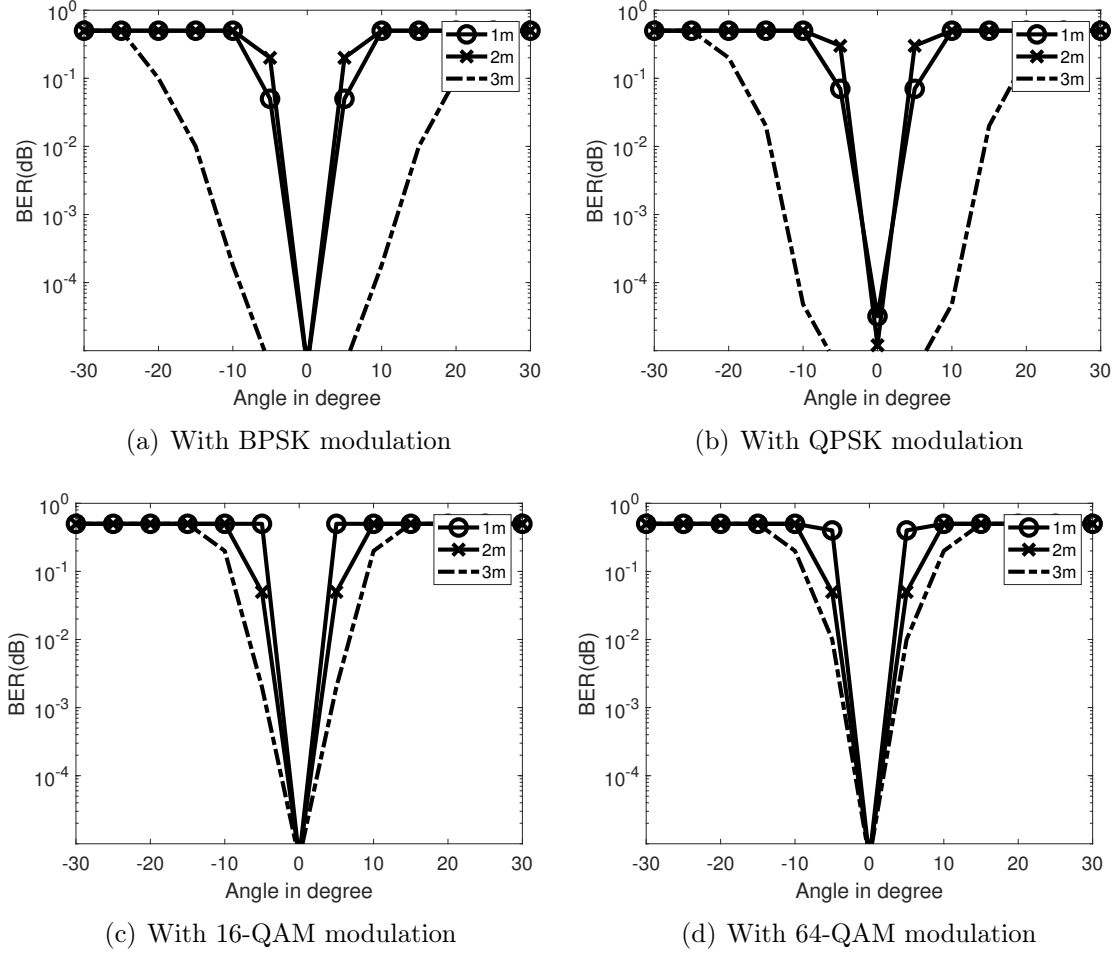 10^0
10^-1
10^-2
10^-3
10^-4
BER(dB)
-30 -20 -10 0 10 20 30
Angle in degree
1m
2m
3m
(a) With BPSK modulation
10^0
10^-1
10^-2
10^-3
10^-4
BER(dB)
-30 -20 -10 0 10 20 30
Angle in degree
1m
2m
3m
(b) With QPSK modulation
10^0
10^-1
10^-2
10^-3
10^-4
BER(dB)
-30 -20 -10 0 10 20 30
Angle in degree
1m
2m
3m
(c) With 16-QAM modulation
10^0
10^-1
10^-2
10^-3
10^-4
BER(dB)
-30 -20 -10 0 10 20 30
Angle in degree
1m
2m
3m
(d) With 64-QAM modulation